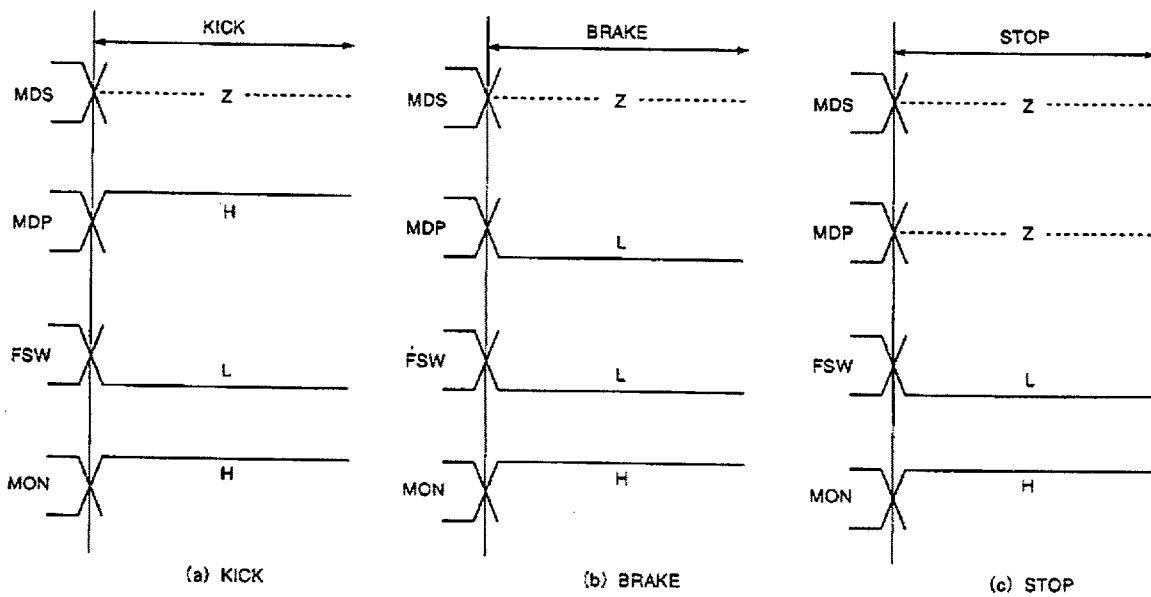 KICK
MDS
Z
MDP
H
FSW
L
MON
H
(a) KICK
BRAKE
MDS
Z
MDP
L
FSW
L
MON
H
(b) BRAKE
STOP
MDS
Z
MDP
Z
FSW
L
MON
H
(c) STOP